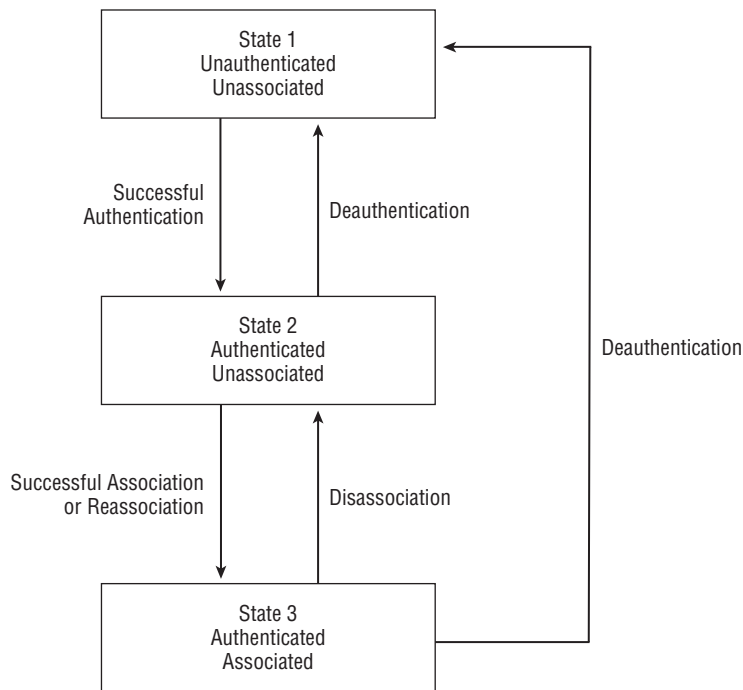 State 1
Unauthenticated
Unassociated
Successful
Authentication
Deauthentication
State 2
Authenticated
Unassociated
Deauthentication
Successful Association
or Reassociation
Disassociation
State 3
Authenticated
Associated